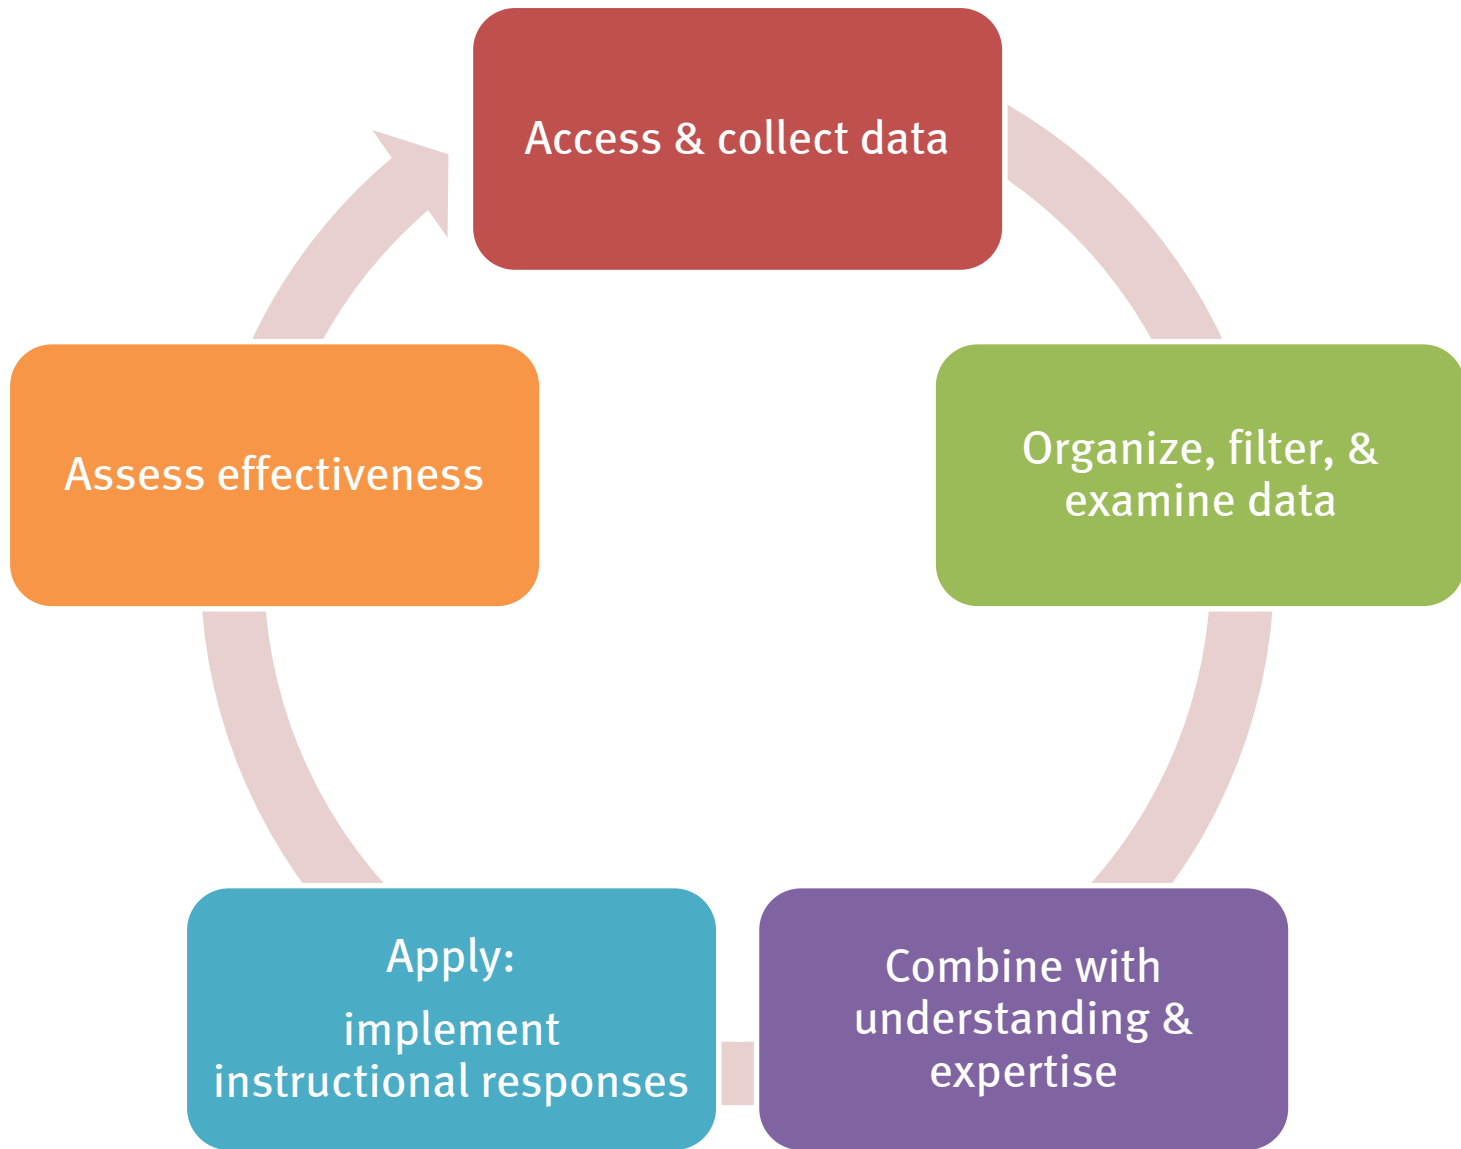 Access & collect data
Organize, filter, &
examine data
Combine with
understanding &
expertise
Apply:
implement
instructional responses
Assess effectiveness